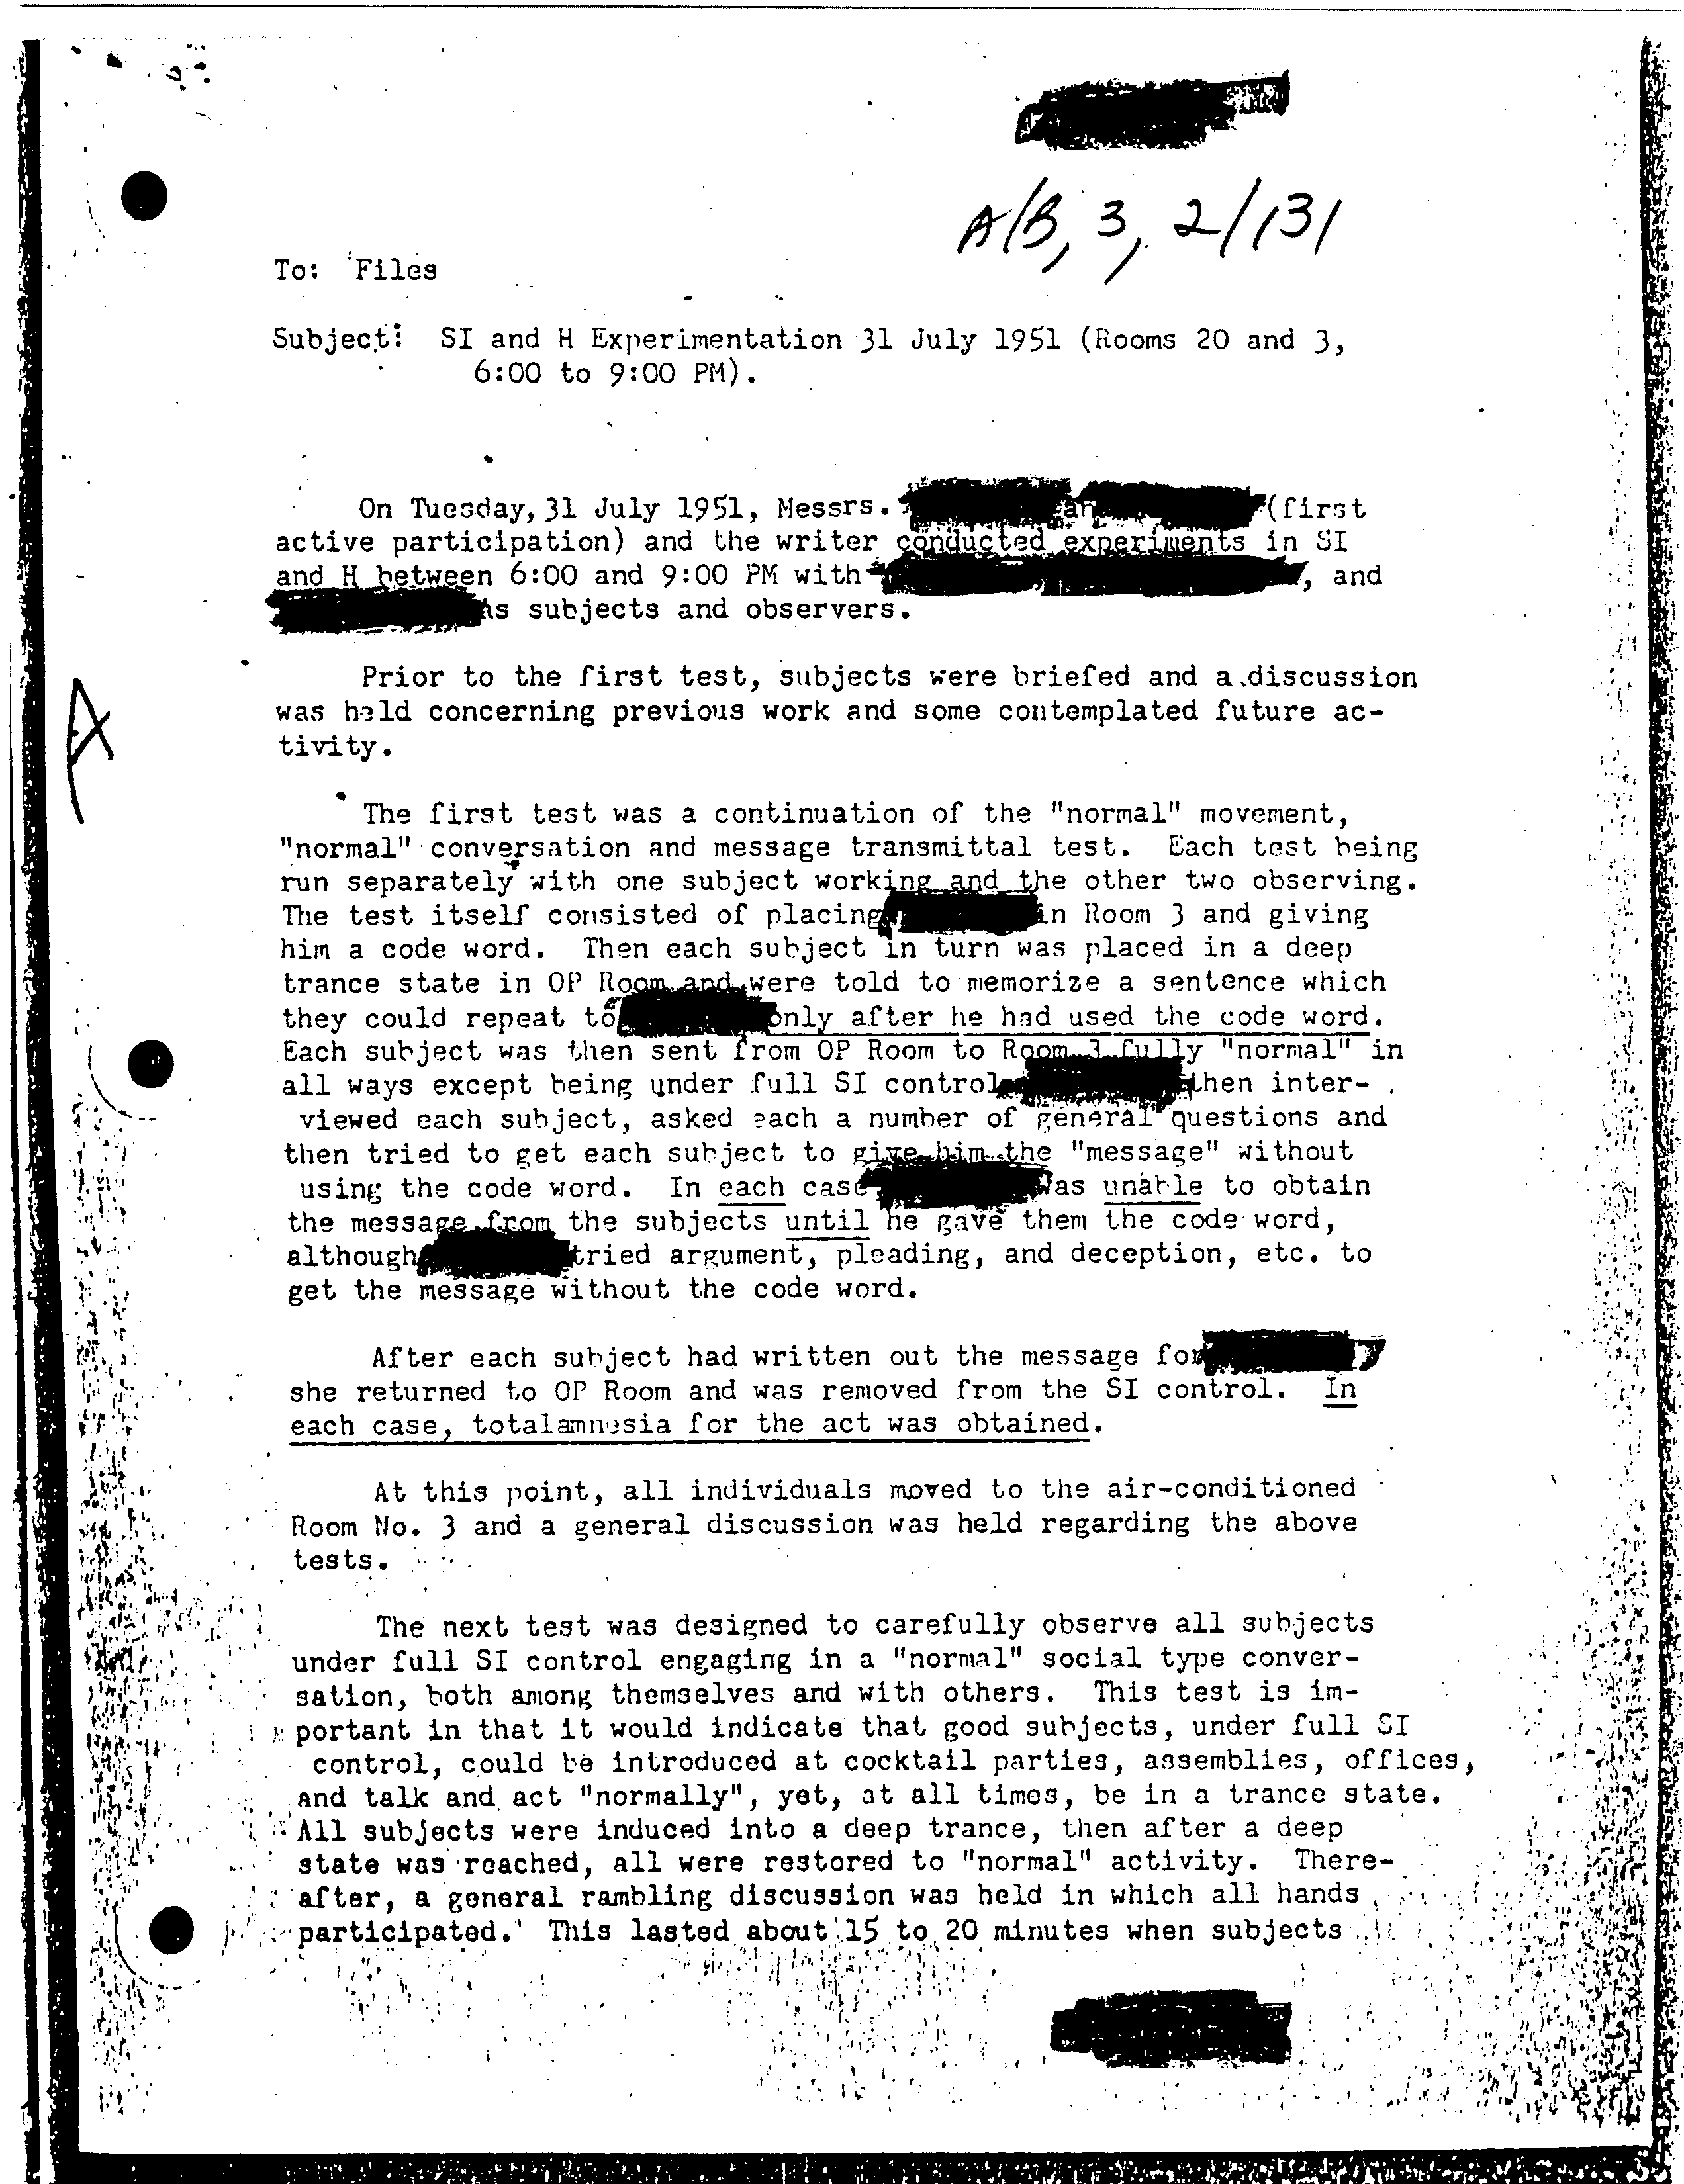 A/B, 3, 2/131
To: Files
Subject: SI and H Experimentation 31 July 1951 (Rooms 20 and 3,
6:00 to 9:00 PM).
On Tuesday, 31 July 1951, Messrs. an (first
active participation) and the writer conducted experiments in SI
and H between 6:00 and 9:00 PM with , and
as subjects and observers.
Prior to the first test, subjects were briefed and a discussion
was held concerning previous work and some contemplated future ac-
tivity.
A
The first test was a continuation of the "normal" movement,
"normal" conversation and message transmittal test. Each test being
run separately with one subject working and the other two observing.
The test itself consisted of placing in Room 3 and giving
him a code word. Then each subject in turn was placed in a deep
trance state in OP Room and were told to memorize a sentence which
they could repeat to only after he had used the code word.
Each subject was then sent from OP Room to Room 3 fully "normal" in
all ways except being under full SI control then inter-
viewed each subject, asked each a number of general questions and
then tried to get each subject to give him the "message" without
using the code word. In each case was unable to obtain
the message from the subjects until he gave them the code word,
although tried argument, pleading, and deception, etc. to
get the message without the code word.
After each subject had written out the message for
she returned to OP Room and was removed from the SI control. In
each case, totalamnesia for the act was obtained.
At this point, all individuals moved to the air-conditioned
Room No. 3 and a general discussion was held regarding the above
tests.
The next test was designed to carefully observe all subjects
under full SI control engaging in a "normal" social type conver-
sation, both among themselves and with others. This test is im-
portant in that it would indicate that good subjects, under full SI
control, could be introduced at cocktail parties, assemblies, offices,
and talk and act "normally", yet, at all times, be in a trance state.
All subjects were induced into a deep trance, then after a deep
state was reached, all were restored to "normal" activity. There-
after, a general rambling discussion was held in which all hands
participated. This lasted about 15 to 20 minutes when subjects